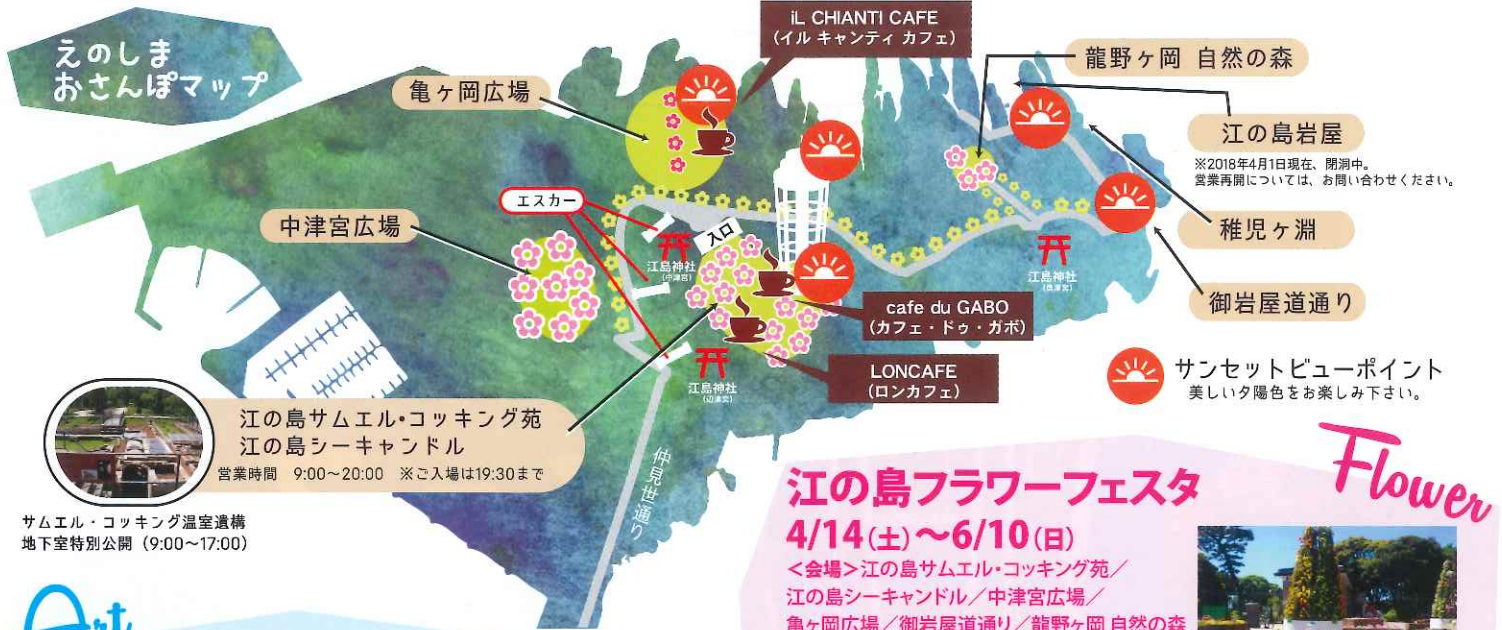 えのしま
おさんぽマップ
iL CHIANTI CAFE
(イル キャンティ カフェ)
亀ヶ岡広場
龍野ヶ岡 自然の森
江の島岩屋
※2018年4月1日現在、閉洞中。
営業再開については、お問い合わせください。
エスカー
中津宮広場
入口
江島神社
(中津宮)
江島神社
稚児ヶ淵
御岩屋道通り
cafe du GABO
(カフェ・ドゥ・ガボ)
LONCAFE
(ロンカフェ)
江島神社
(辺津宮)
サンセットビューポイント
美しい夕陽色をお楽しみ下さい。
江の島サムエル・コッキング苑
江の島シーキャンドル
営業時間 9:00〜20:00 ※ご入場は19:30まで
サムエル・コッキング温室遺構
地下室特別公開(9:00〜17:00)
仲見世通り
Flower
江の島フラワーフェスタ
4/14(土)〜6/10(日)
<会場>江の島サムエル・コッキング苑/
江の島シーキャンドル/中津宮広場/
亀ヶ岡広場/御岩屋道通り/龍野ヶ岡 自然の森
Art